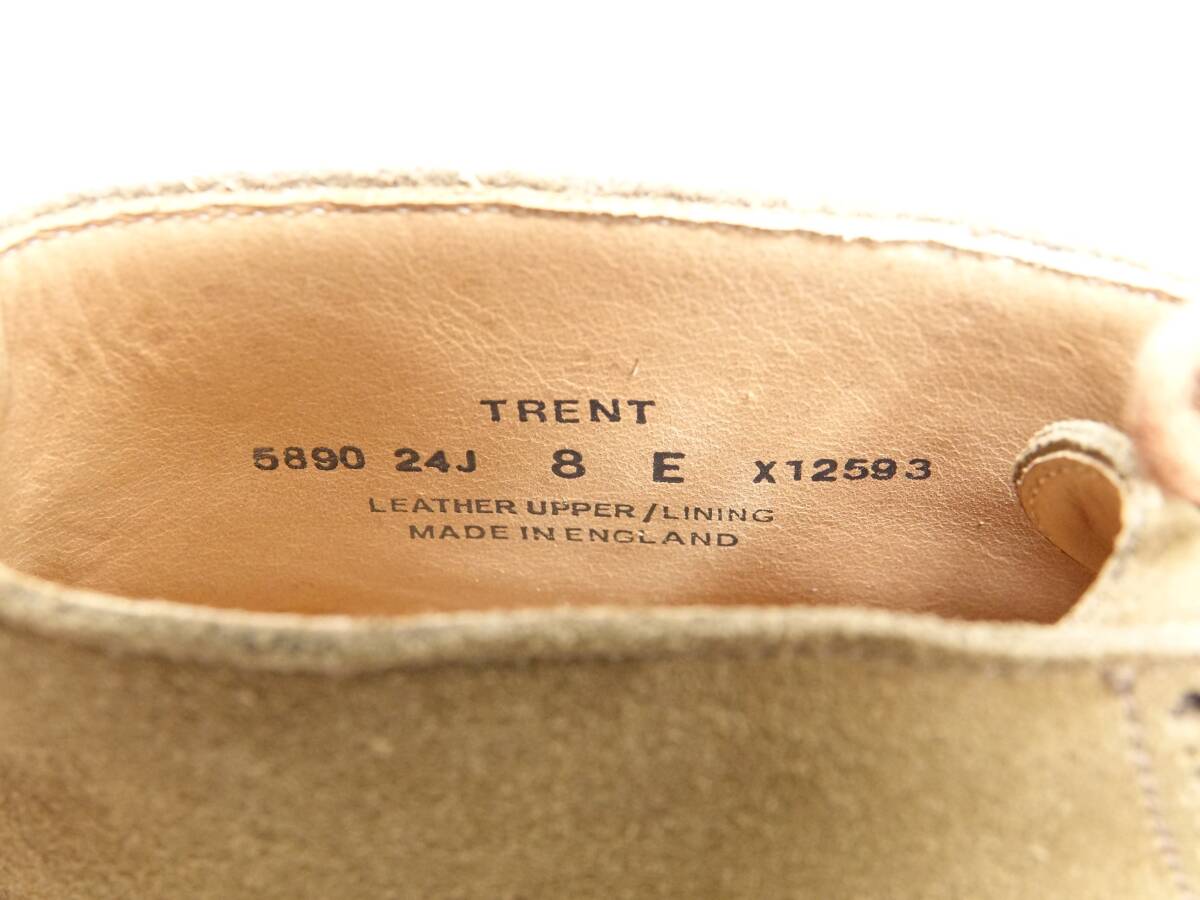 TRENT
5890 24J 8 E X12593
LEATHER UPPER/LINING
MADE IN ENGLAND